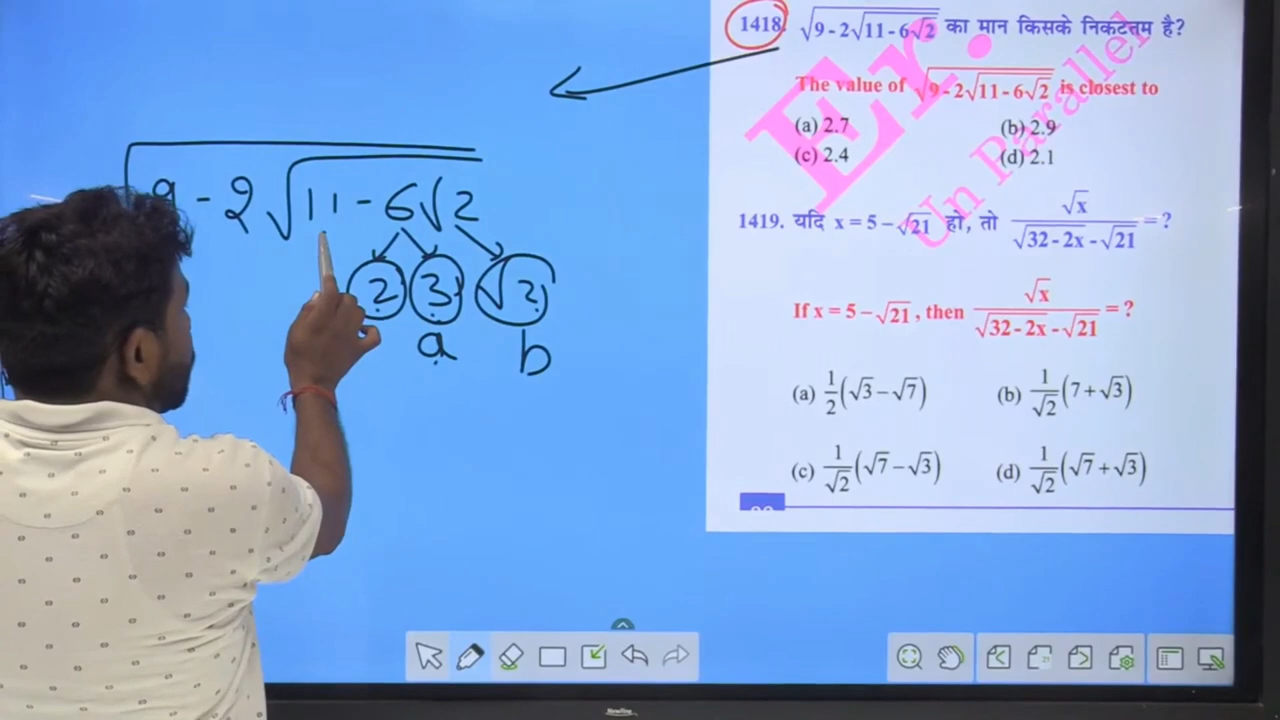 1418. √(9 - 2√(11 - 6√2)) का मान किसके निकटतम है?
The value of √(9 - 2√(11 - 6√2)) is closest to
(a) 2.7 (b) 2.9
(c) 2.4 (d) 2.1
1419. यदि x = 5 - √21 हो, तो √x / (√(32 - 2x) - √21) = ?
If x = 5 - √21, then √x / (√(32 - 2x) - √21) = ?
(a) 1/2 (√3 - √7) (b) 1/√2 (7 + √3)
(c) 1/√2 (√7 - √3) (d) 1/√2 (√7 + √3)
Er.
Un Parallel
√(9 - 2√(11 - 6√2))
2 3 √2
a b